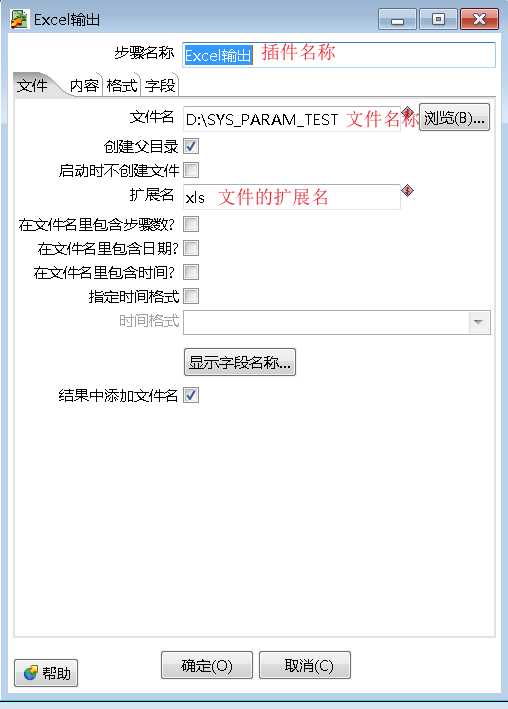 Excel输出
步骤名称 Excel输出 插件名称
文件 内容 格式 字段
文件名 D:\SYS_PARAM_TEST 文件名称 浏览(B)...
创建父目录
启动时不创建文件
扩展名 xls 文件的扩展名
在文件名里包含步骤数?
在文件名里包含日期?
在文件名里包含时间?
指定时间格式
时间格式
显示字段名称...
结果中添加文件名
帮助 确定(O) 取消(C)